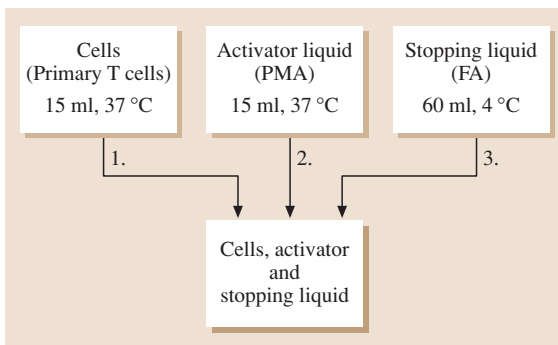 Cells
(Primary T cells)
15 ml, 37 °C
Activator liquid
(PMA)
15 ml, 37 °C
Stopping liquid
(FA)
60 ml, 4 °C
1.
2.
3.
Cells, activator
and
stopping liquid